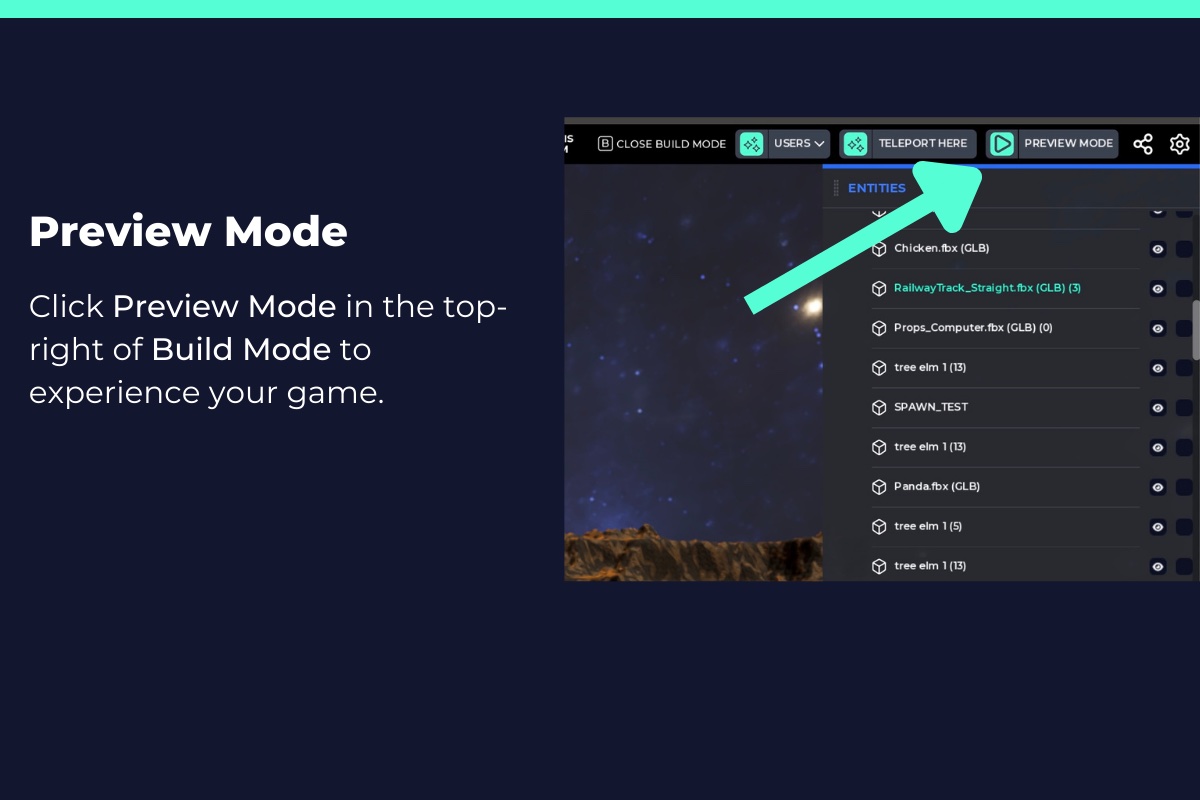 Preview Mode
Click Preview Mode in the top-
right of Build Mode to
experience your game.
B CLOSE BUILD MODE USERS TELEPORT HERE PREVIEW MODE
ENTITIES
Chicken.fbx (GLB)
RailwayTrack_Straight.fbx (GLB) (3)
Props_Computer.fbx (GLB) (0)
tree elm 1 (13)
SPAWN_TEST
tree elm 1 (13)
Panda.fbx (GLB)
tree elm 1 (5)
tree elm 1 (13)